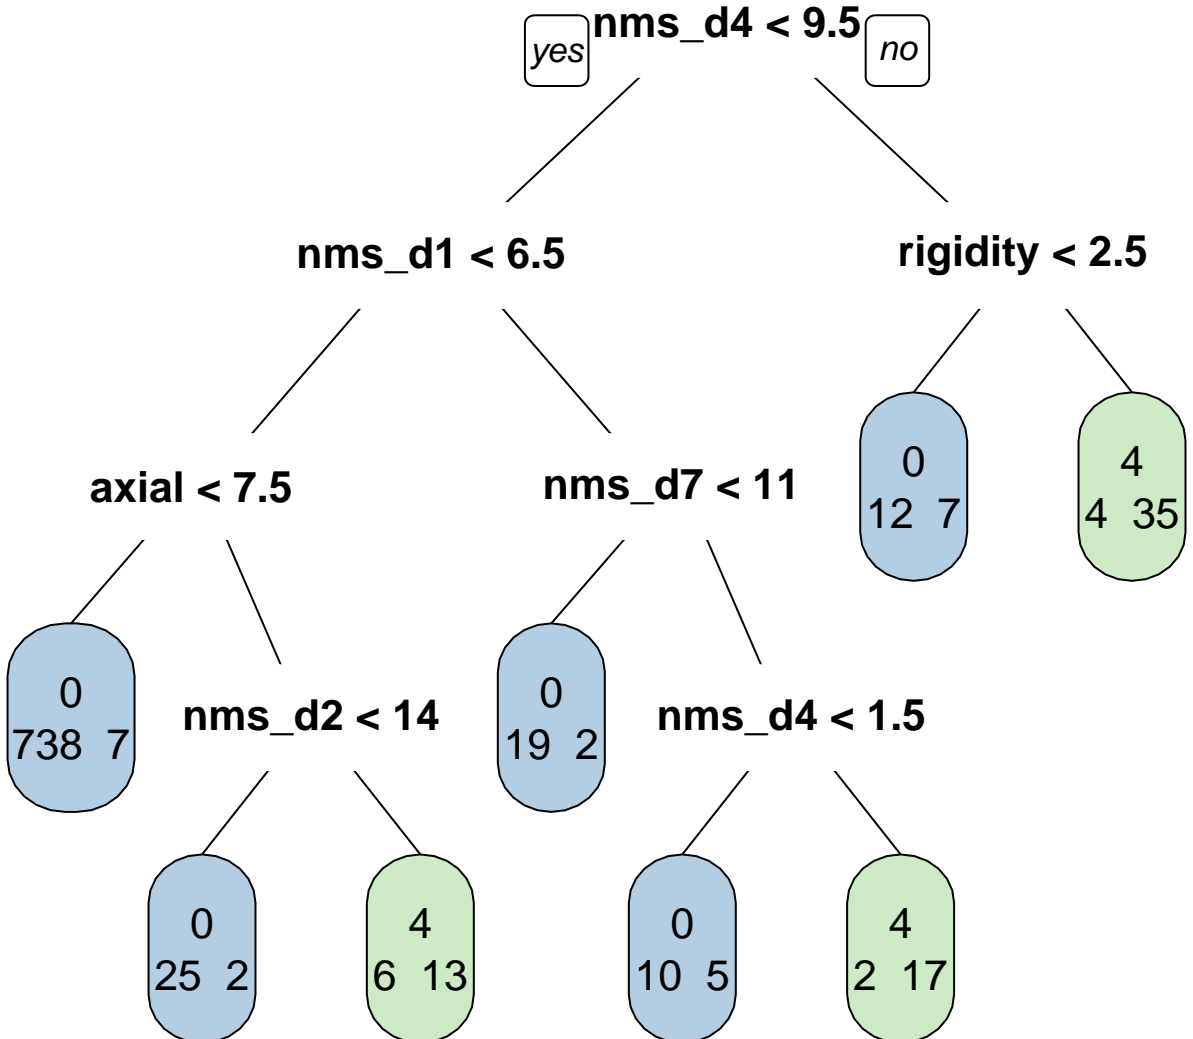 nms_d4 < 9.5
yes
no
nms_d1 < 6.5
rigidity < 2.5
axial < 7.5
nms_d7 < 11
0
12 7
4
4 35
0
738 7
nms_d2 < 14
0
19 2
nms_d4 < 1.5
0
25 2
4
6 13
0
10 5
4
2 17